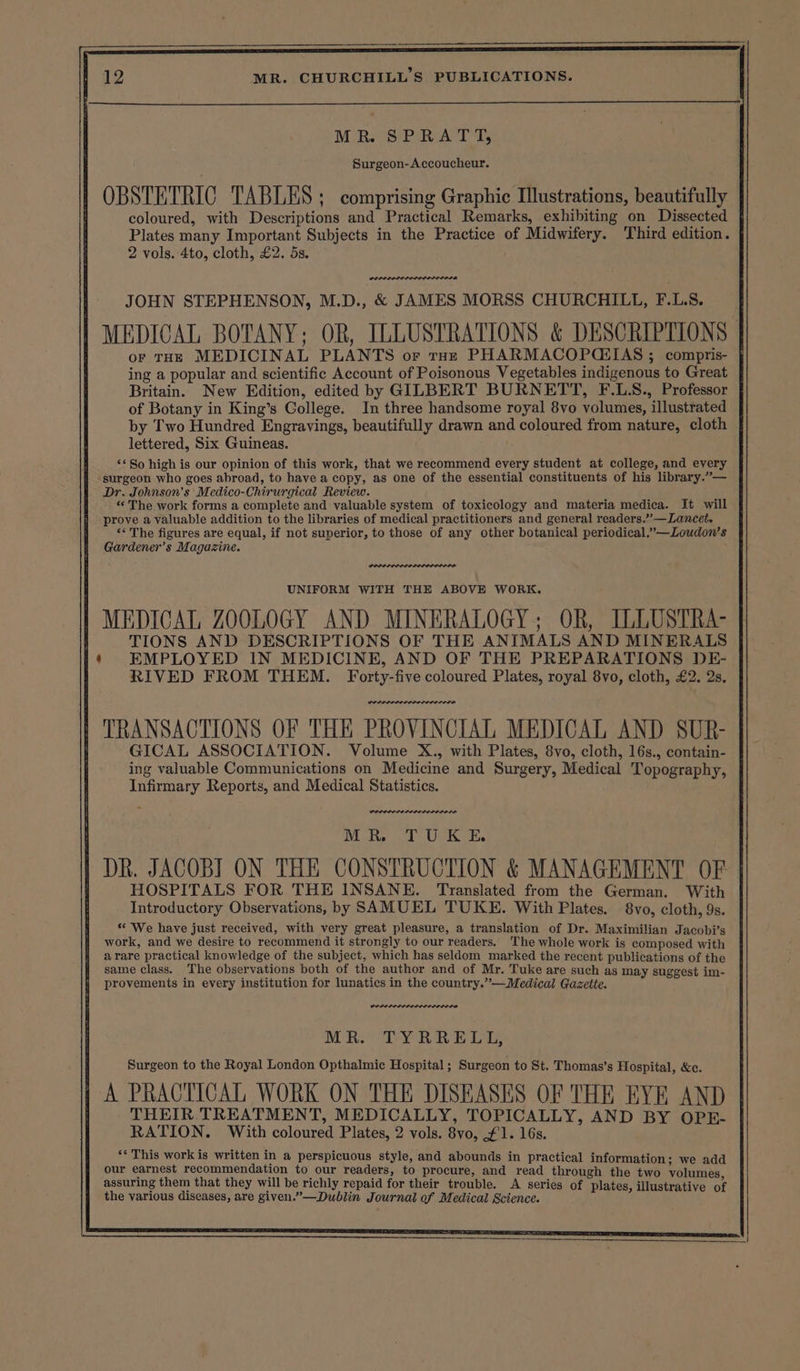 12 MR. CHURCHILL'S PUBLICATIONS.
MR. SPRATT,
Surgeon-Accoucheur.
OBSTETRIC TABLES; comprising Graphic Illustrations, beautifully
coloured, with Descriptions and Practical Remarks, exhibiting on Dissected
Plates many Important Subjects in the Practice of Midwifery. Third edition.
2 vols. 4to, cloth, £2. 5s.
JOHN STEPHENSON, M.D., & JAMES MORSS CHURCHILL, F.L.S.
MEDICAL BOTANY; OR, ILLUSTRATIONS & DESCRIPTIONS
OF THE MEDICINAL PLANTS OF THE PHARMACOPŒIAS; compris-
ing a popular and scientific Account of Poisonous Vegetables indigenous to Great
Britain. New Edition, edited by GILBERT BURNETT, F.L.S., Professor
of Botany in King's College. In three handsome royal 8vo volumes, illustrated
by Two Hundred Engravings, beautifully drawn and coloured from nature, cloth
lettered, Six Guineas.
"So high is our opinion of this work, that we recommend every student at college, and every
surgeon who goes abroad, to have a copy, as one of the essential constituents of his library."—
Dr. Johnson's Medico-Chirurgical Review.
"The work forms a complete and valuable system of toxicology and materia medica. It will
prove a valuable addition to the libraries of medical practitioners and general readers."—Lancet.
"The figures are equal, if not superior, to those of any other botanical periodical."—Loudon's
Gardener's Magazine.
UNIFORM WITH THE ABOVE WORK.
MEDICAL ZOOLOGY AND MINERALOGY; OR, ILLUSTRA-
TIONS AND DESCRIPTIONS OF THE ANIMALS AND MINERALS
EMPLOYED IN MEDICINE, AND OF THE PREPARATIONS DE-
RIVED FROM THEM. Forty-five coloured Plates, royal 8vo, cloth, £2. 2s.
TRANSACTIONS OF THE PROVINCIAL MEDICAL AND SUR-
GICAL ASSOCIATION. Volume X., with Plates, 8vo, cloth, 16s., contain-
ing valuable Communications on Medicine and Surgery, Medical Topography,
Infirmary Reports, and Medical Statistics.
MR. TUKE.
DR. JACOBI ON THE CONSTRUCTION & MANAGEMENT OF
HOSPITALS FOR THE INSANE. Translated from the German. With
Introductory Observations, by SAMUEL TUKE. With Plates. 8vo, cloth, 9s.
"We have just received, with very great pleasure, a translation of Dr. Maximilian Jacobi's
work, and we desire to recommend it strongly to our readers. The whole work is composed with
a rare practical knowledge of the subject, which has seldom marked the recent publications of the
same class. The observations both of the author and of Mr. Tuke are such as may suggest im-
provements in every institution for lunatics in the country."—Medical Gazette.
MR. TYRRELL,
Surgeon to the Royal London Opthalmic Hospital; Surgeon to St. Thomas's Hospital, &c.
A PRACTICAL WORK ON THE DISEASES OF THE EYE AND
THEIR TREATMENT, MEDICALLY, TOPICALLY, AND BY OPE-
RATION. With coloured Plates, 2 vols. 8vo, £1. 16s.
"This work is written in a perspicuous style, and abounds in practical information; we add
our earnest recommendation to our readers, to procure, and read through the two volumes,
assuring them that they will be richly repaid for their trouble. A series of plates, illustrative of
the various diseases, are given."—Dublin Journal of Medical Science.